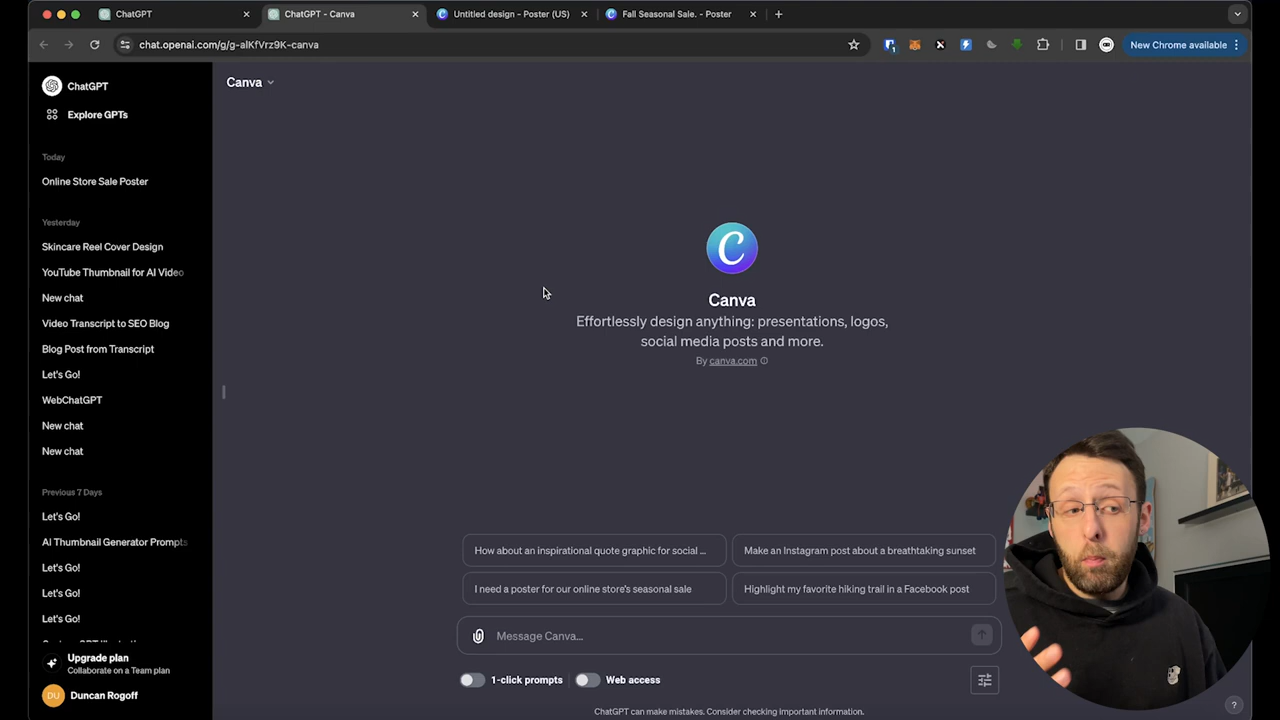 ChatGPT
ChatGPT - Canva
Untitled design - Poster (US)
Fall Seasonal Sale. - Poster
chat.openai.com/g/g-alKfVrz9K-canva
1
New Chrome available
ChatGPT
Explore GPTs
Canva
Today
Online Store Sale Poster
Yesterday
Skincare Reel Cover Design
YouTube Thumbnail for AI Video
New chat
Video Transcript to SEO Blog
Blog Post from Transcript
Let's Go!
WebChatGPT
New chat
New chat
Previous 7 Days
Let's Go!
AI Thumbnail Generator Prompts
Let's Go!
Let's Go!
Let's Go!
Upgrade plan
Collaborate on a Team plan
DU
Duncan Rogoff
C
Canva
Effortlessly design anything: presentations, logos,
social media posts and more.
By canva.com
How about an inspirational quote graphic for social ...
Make an Instagram post about a breathtaking sunset
I need a poster for our online store's seasonal sale
Highlight my favorite hiking trail in a Facebook post
Message Canva...
1-click prompts
Web access
ChatGPT can make mistakes. Consider checking important information.
?